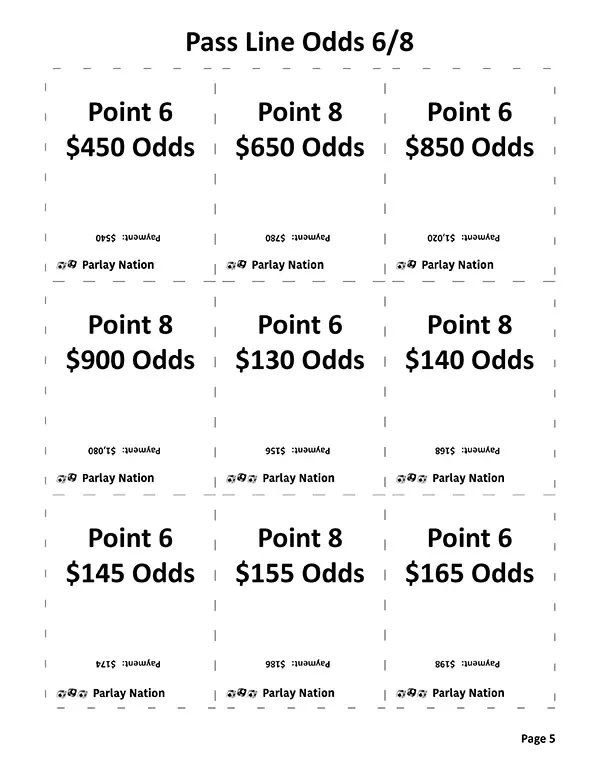 Pass Line Odds 6/8
Point 6
$450 Odds
Payment: $540
Parlay Nation
Point 8
$650 Odds
Payment: $780
Parlay Nation
Point 6
$850 Odds
Payment: $1,020
Parlay Nation
Point 8
$900 Odds
Payment: $1,080
Parlay Nation
Point 6
$130 Odds
Payment: $156
Parlay Nation
Point 8
$140 Odds
Payment: $168
Parlay Nation
Point 6
$145 Odds
Payment: $174
Parlay Nation
Point 8
$155 Odds
Payment: $186
Parlay Nation
Point 6
$165 Odds
Payment: $198
Parlay Nation
Page 5